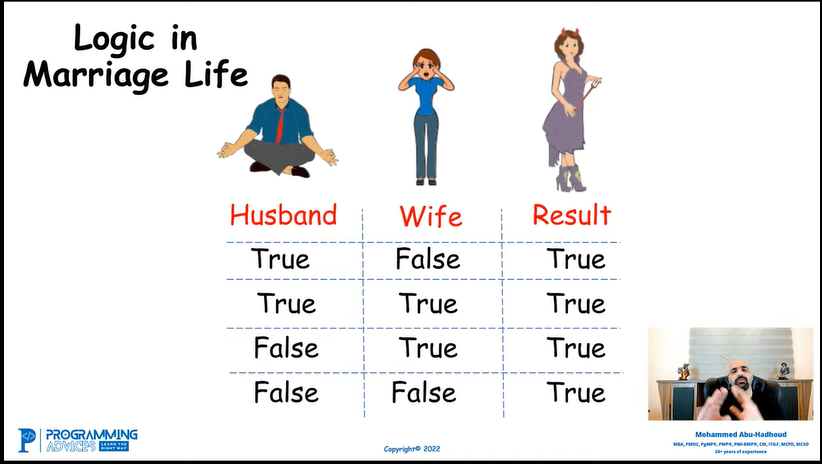 Logic in
Marriage Life
Husband Wife Result
True False True
True True True
False True True
False False True
Mohammed Abu-Hadhoud
MBA, PMOC, PgMP®, PMP®, PMI-RMP®, CM, ITILF, MCPD, MCSD
26+ years of experience
PROGRAMMING
ADVICES LEARN THE
RIGHT WAY
Copyright© 2022